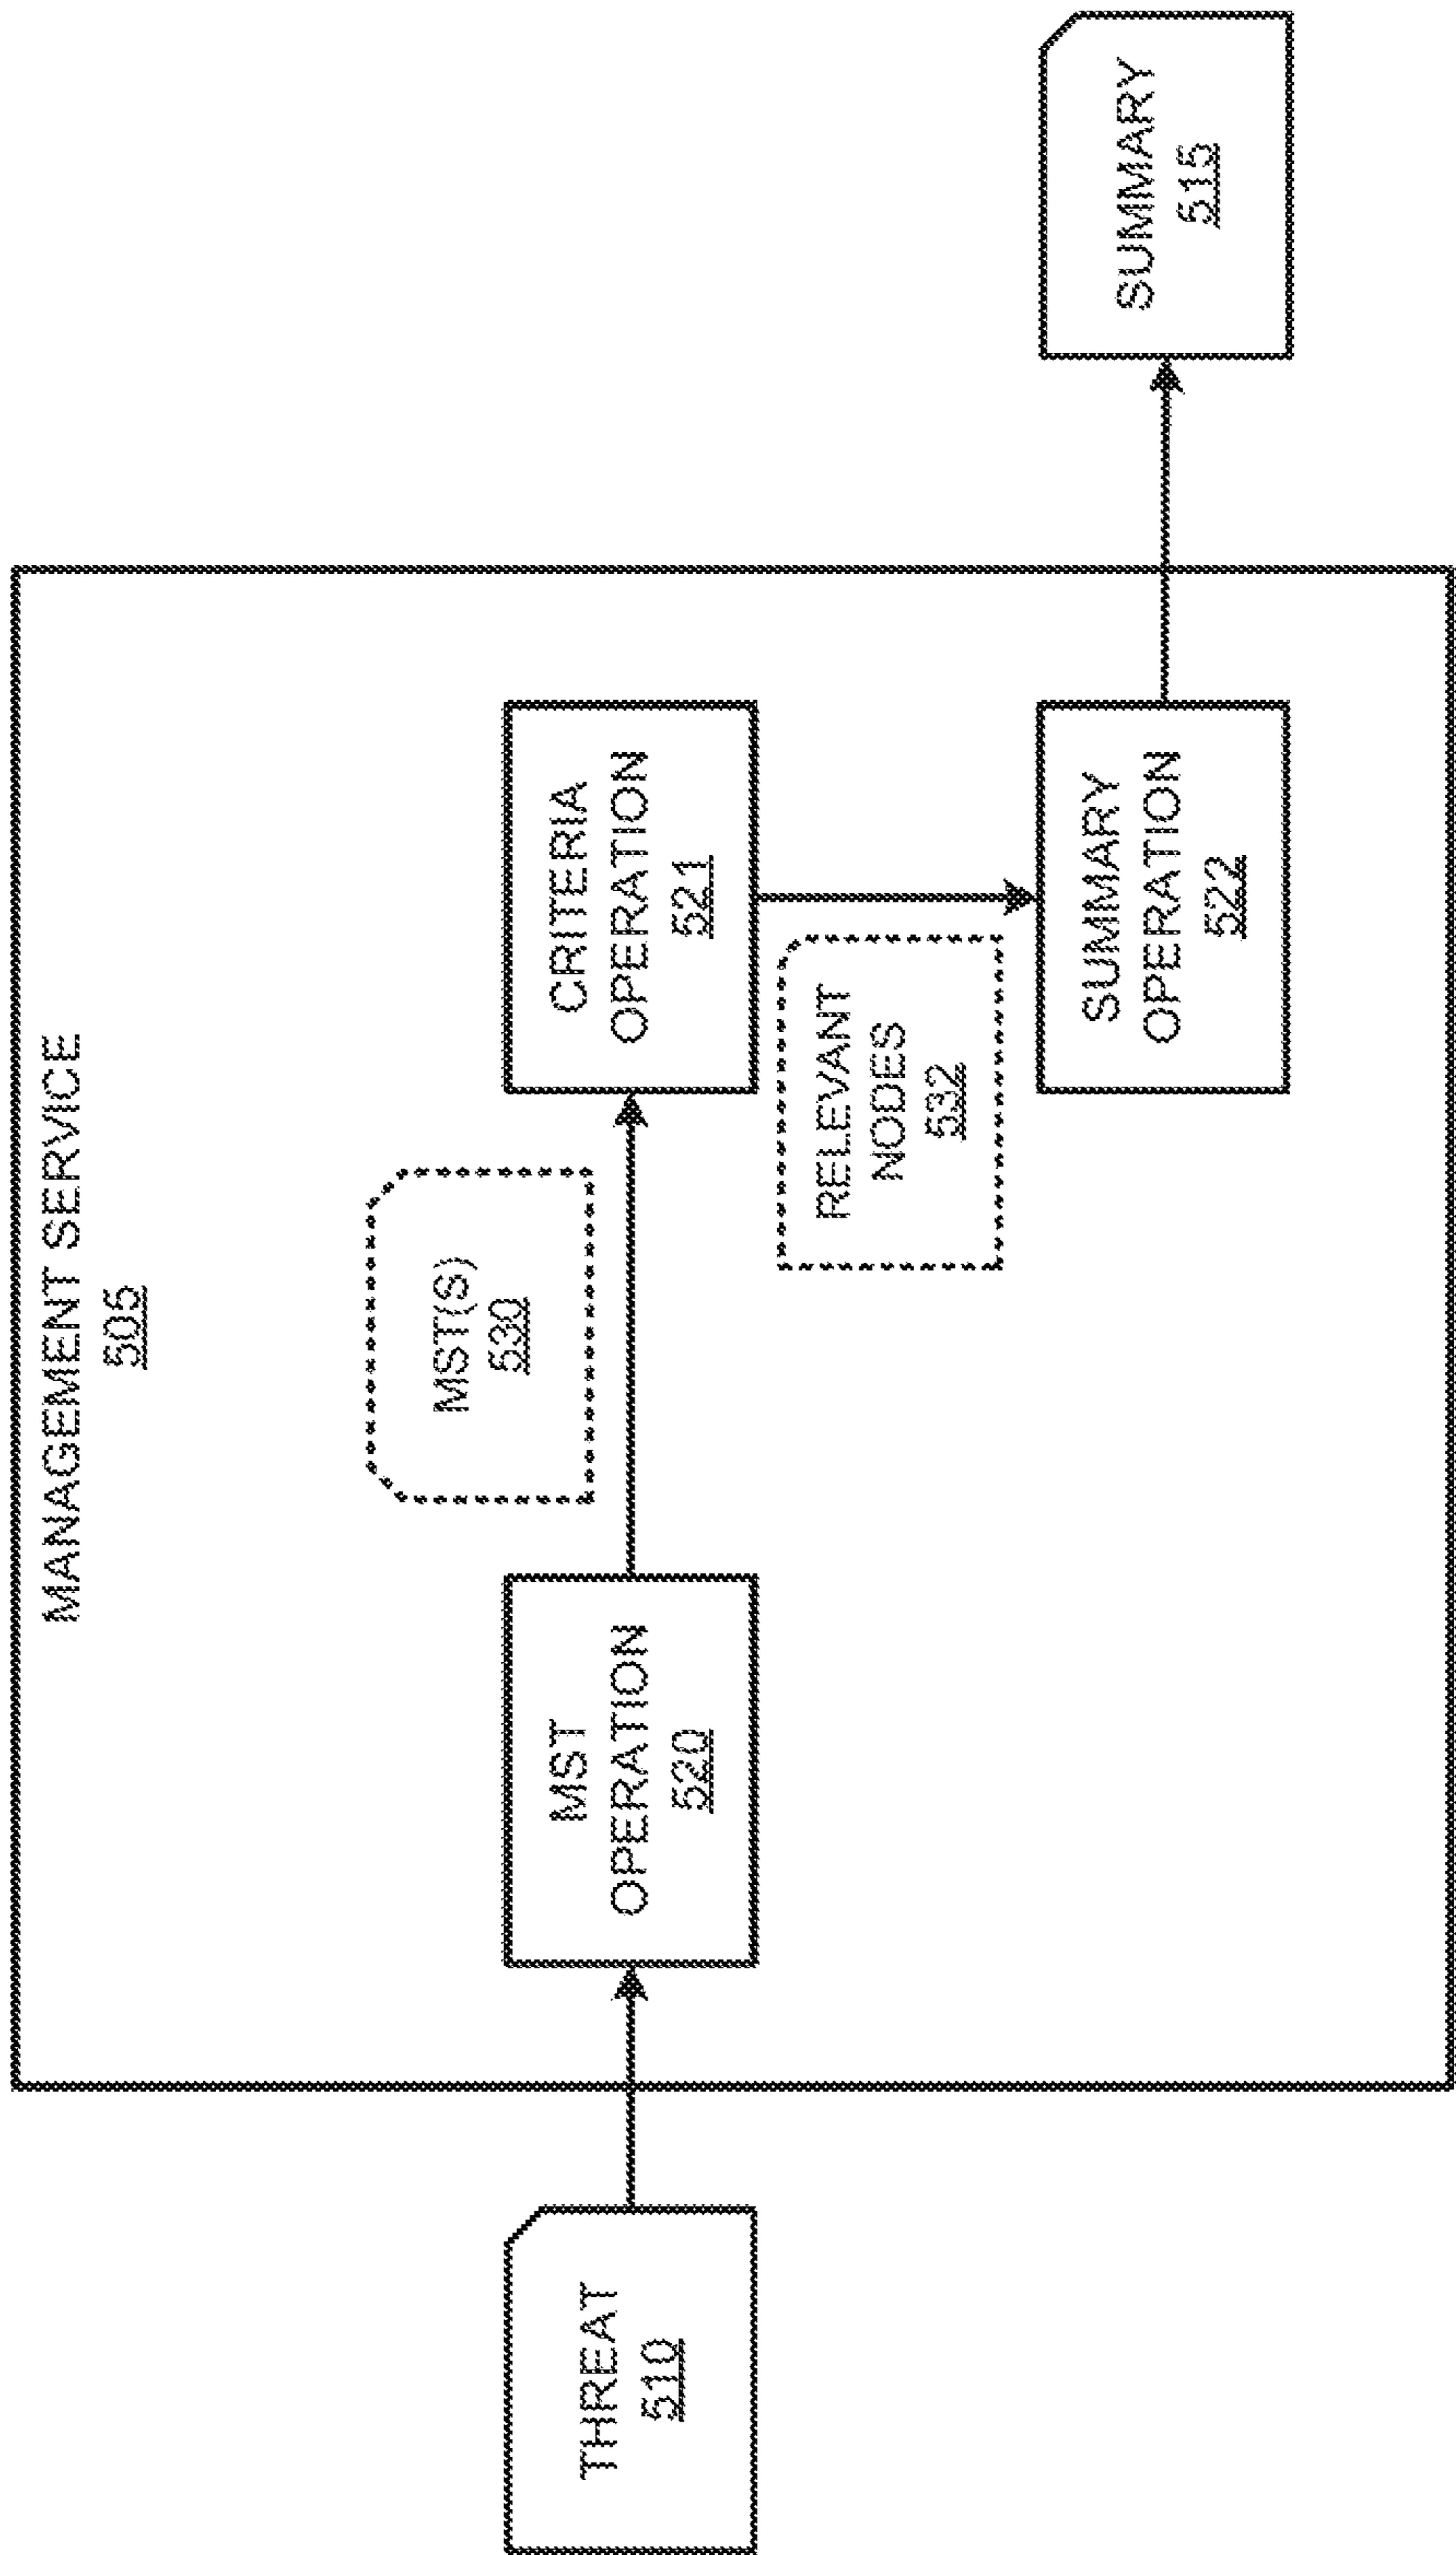 MANAGEMENT SERVICE
505
THREAT
510
MST
OPERATION
520
MST(S)
530
CRITERIA
OPERATION
521
RELEVANT
NODES
532
SUMMARY
OPERATION
522
SUMMARY
515